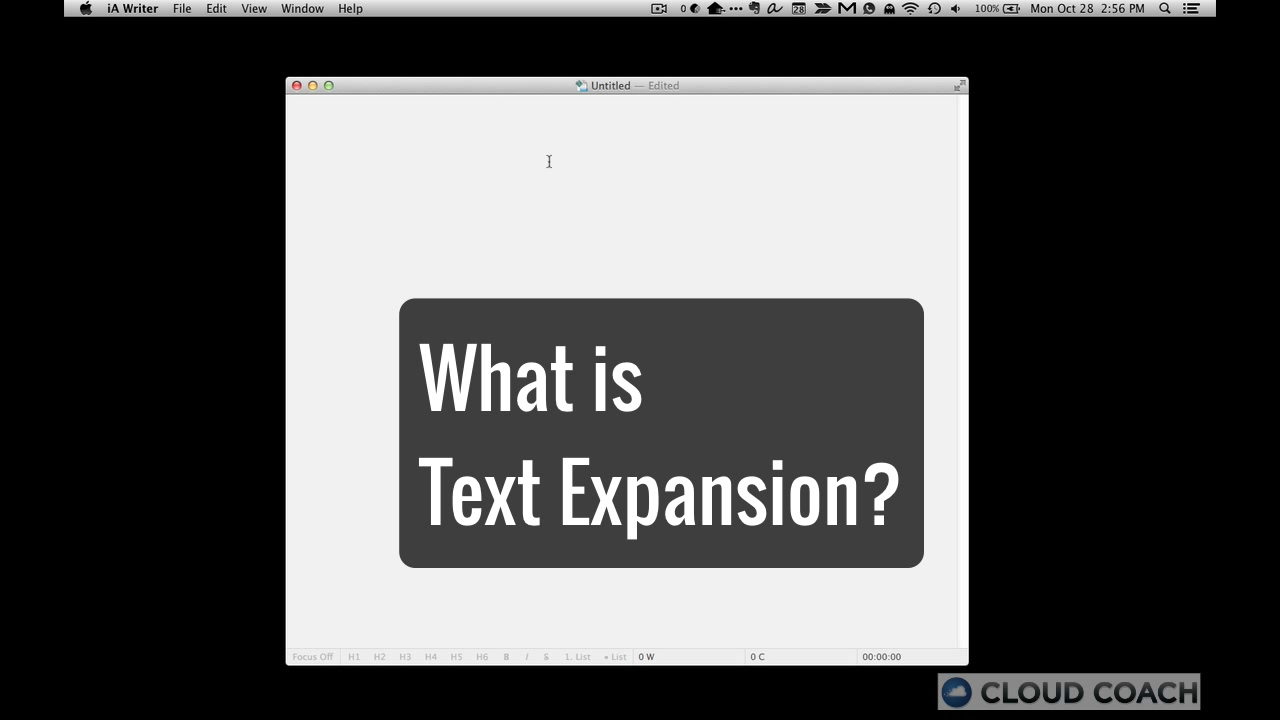 iA Writer File Edit View Window Help 0 28 100% Mon Oct 28 2:56 PM
Untitled — Edited
What is
Text Expansion?
Focus Off H1 H2 H3 H4 H5 H6 B I S 1. List • List 0 W 0 C 00:00:00
CLOUD COACH